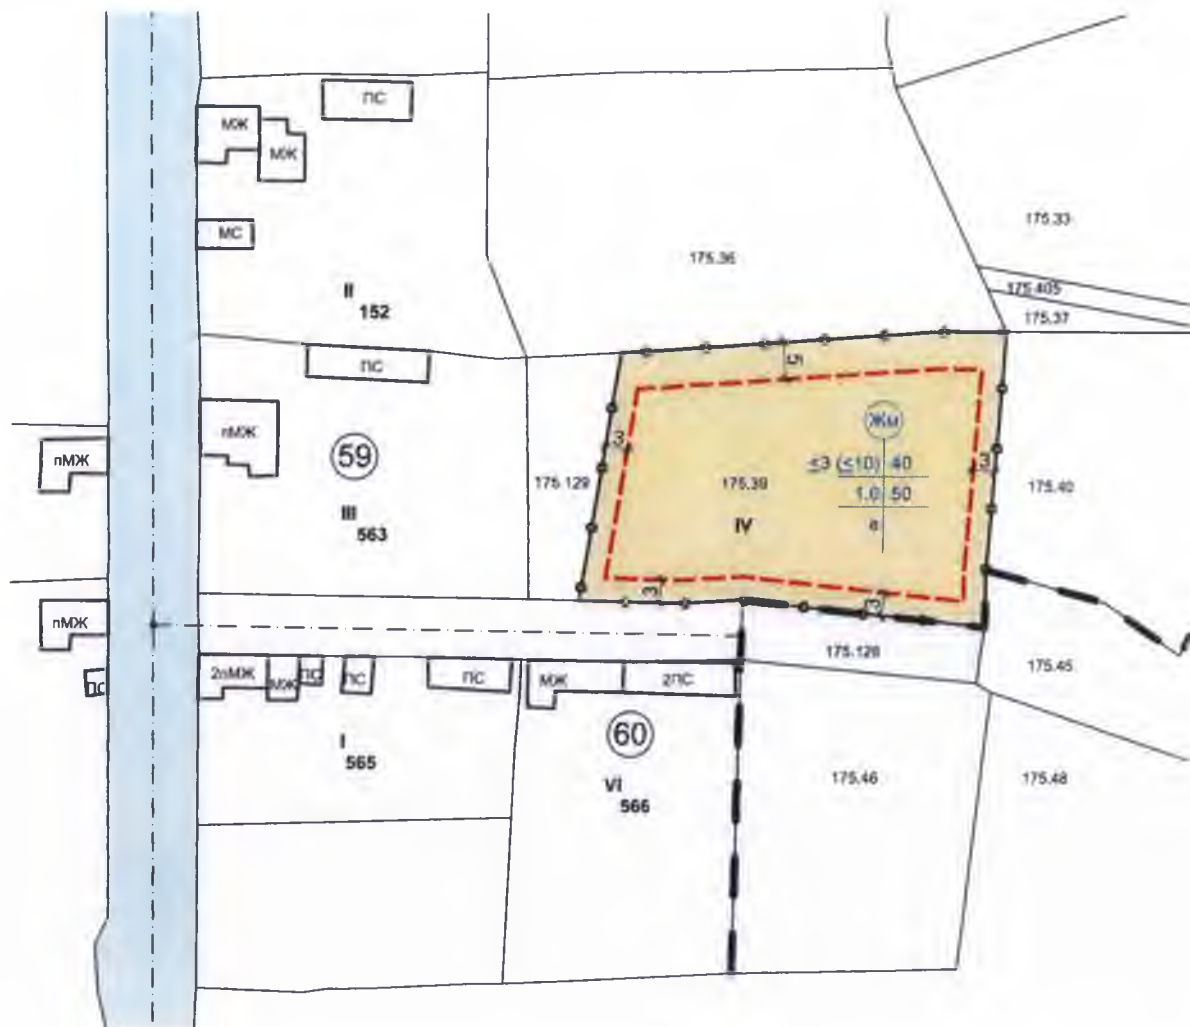 ПС
МЖ
МЖ
МС
II
152
ПС
пМЖ
59
пМЖ
III
563
пМЖ
175.36
175.33
175.405
175.37
5
Жм
≤3 (≤10) 40
1.0 50
е
3
3
175.129
175.39
IV
175.40
3
3
175.128
175.45
ПС
2пМЖ
МЖ
ПС
ПС
ПС
МЖ
2ПС
I
565
60
VI
566
175.46
175.48